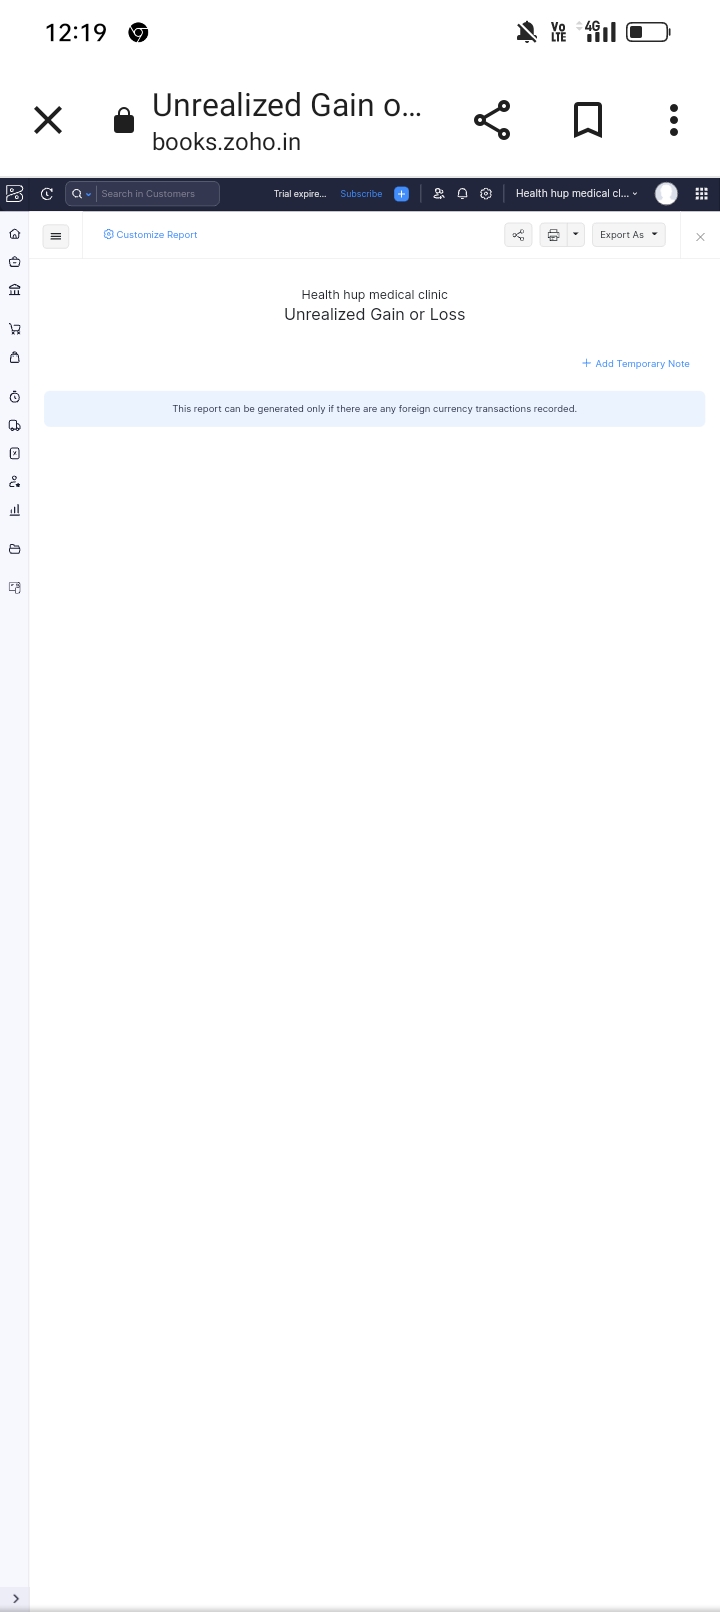 12:19
Vo LTE 4G
Unrealized Gain o...
books.zoho.in
Search in Customers
Trial expire... Subscribe
Health hup medical cl...
Customize Report
Export As
Health hup medical clinic
Unrealized Gain or Loss
+ Add Temporary Note
This report can be generated only if there are any foreign currency transactions recorded.